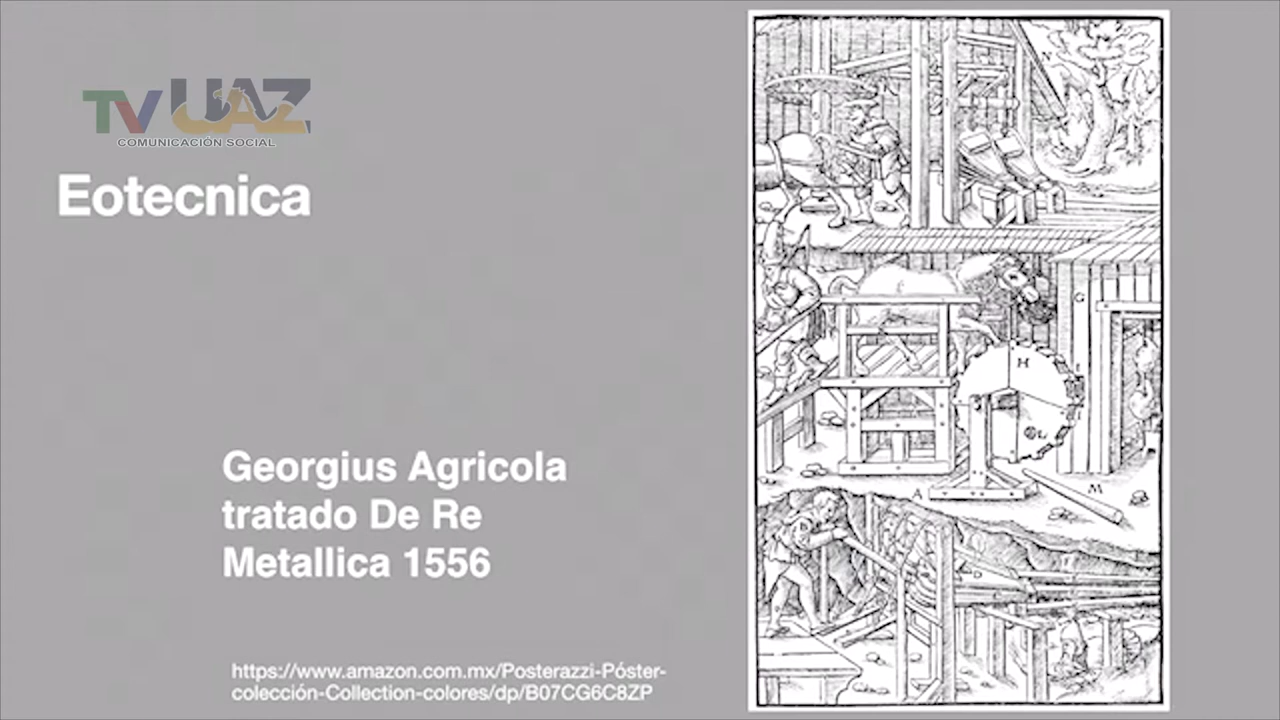 TV UAZ
COMUNICACIÓN SOCIAL
Eotecnica
Georgius Agricola
tratado De Re
Metallica 1556
https://www.amazon.com.mx/Posterazzi-Póster-
colección-Collection-colores/dp/B07CG6C8ZP
H
G
M
A